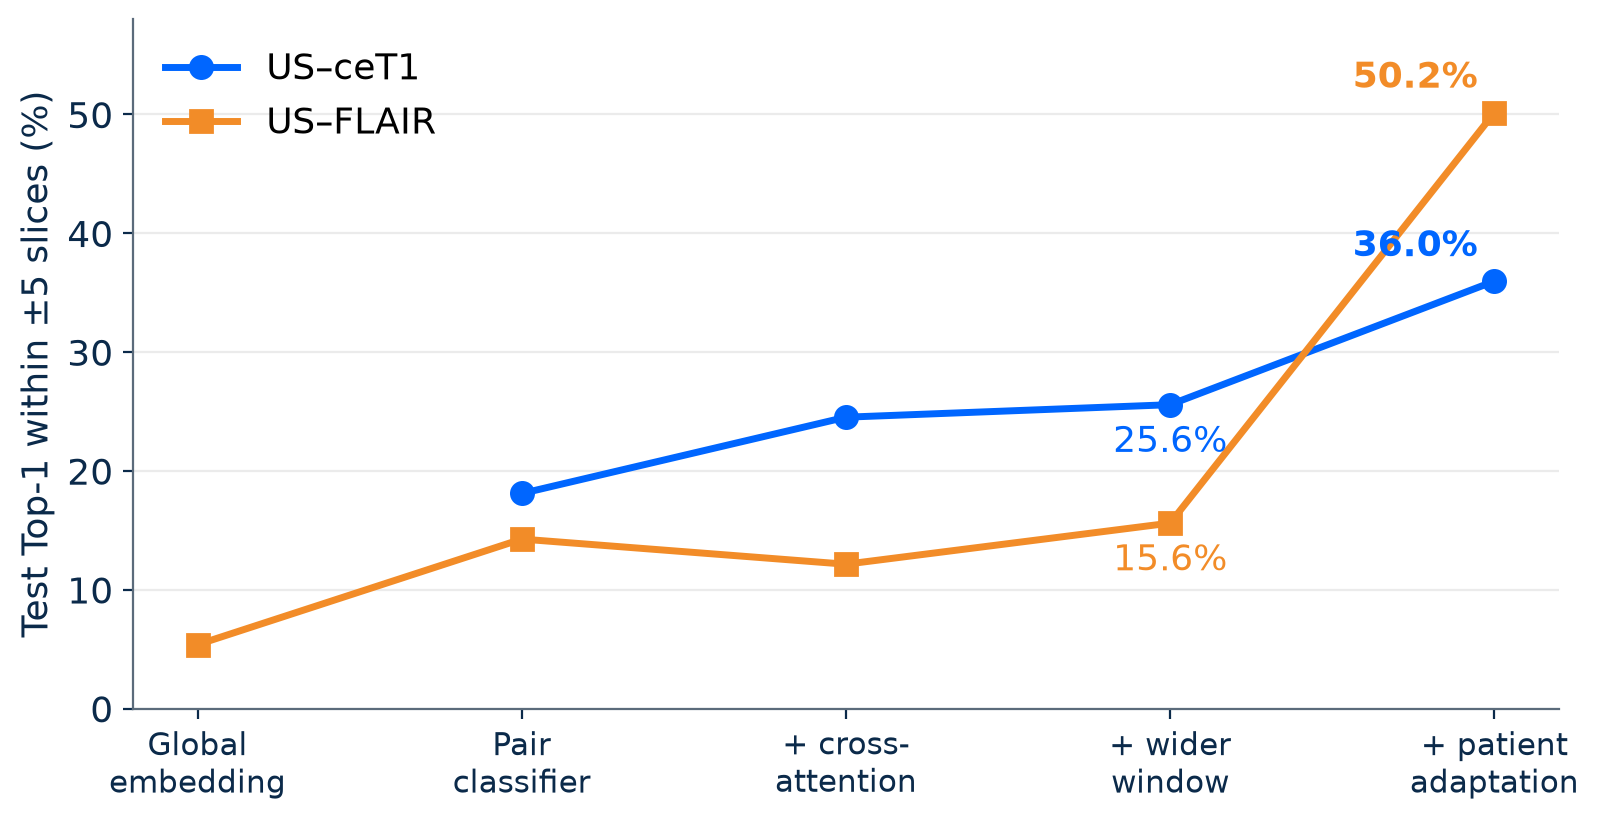 US–ceT1
US–FLAIR
Test Top-1 within ±5 slices (%)
50
40
30
20
10
0
50.2%
36.0%
25.6%
15.6%
Global
embedding
Pair
classifier
+ cross-
attention
+ wider
window
+ patient
adaptation